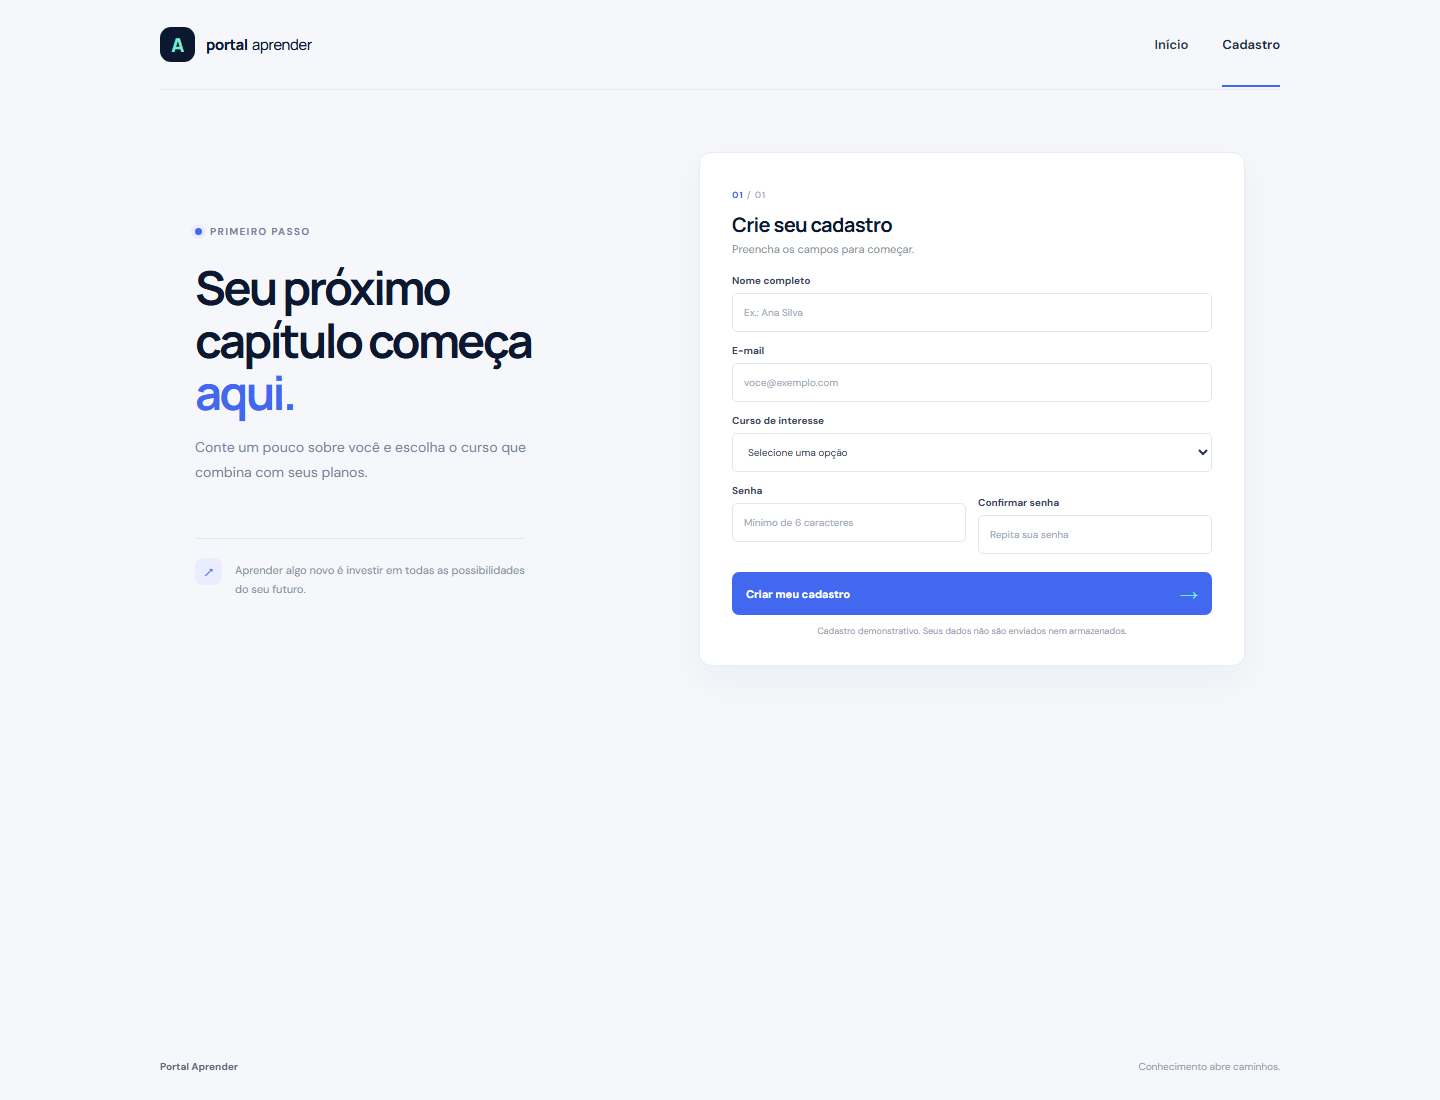 A portal aprender
Início Cadastro
PRIMEIRO PASSO
Seu próximo
capítulo começa
aqui.
Conte um pouco sobre você e escolha o curso que
combina com seus planos.
↗ Aprender algo novo é investir em todas as possibilidades
do seu futuro.
01 / 01
Crie seu cadastro
Preencha os campos para começar.
Nome completo
Ex.: Ana Silva
E-mail
voce@exemplo.com
Curso de interesse
Selecione uma opção
Senha
Mínimo de 6 caracteres
Confirmar senha
Repita sua senha
Criar meu cadastro →
Cadastro demonstrativo. Seus dados não são enviados nem armazenados.
Portal Aprender
Conhecimento abre caminhos.